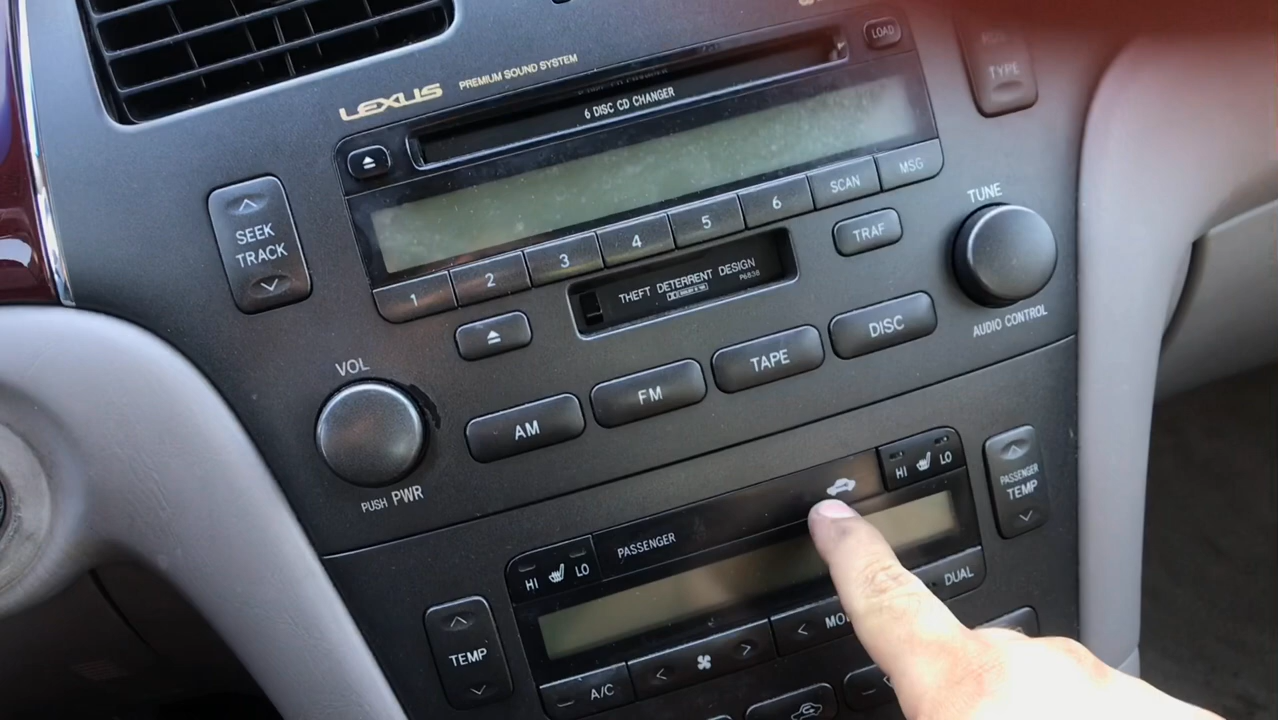 LEXUS PREMIUM SOUND SYSTEM
LOAD
TYPE
6 DISC CD CHANGER
SEEK
TRACK
1 2 3 4 5 6 SCAN MSG
TRAF
TUNE
AUDIO CONTROL
THEFT DETERRENT DESIGN
P6838
VOL
PUSH PWR
AM FM TAPE DISC
HI LO
PASSENGER
TEMP
PASSENGER
HI LO
TEMP
A/C
DUAL